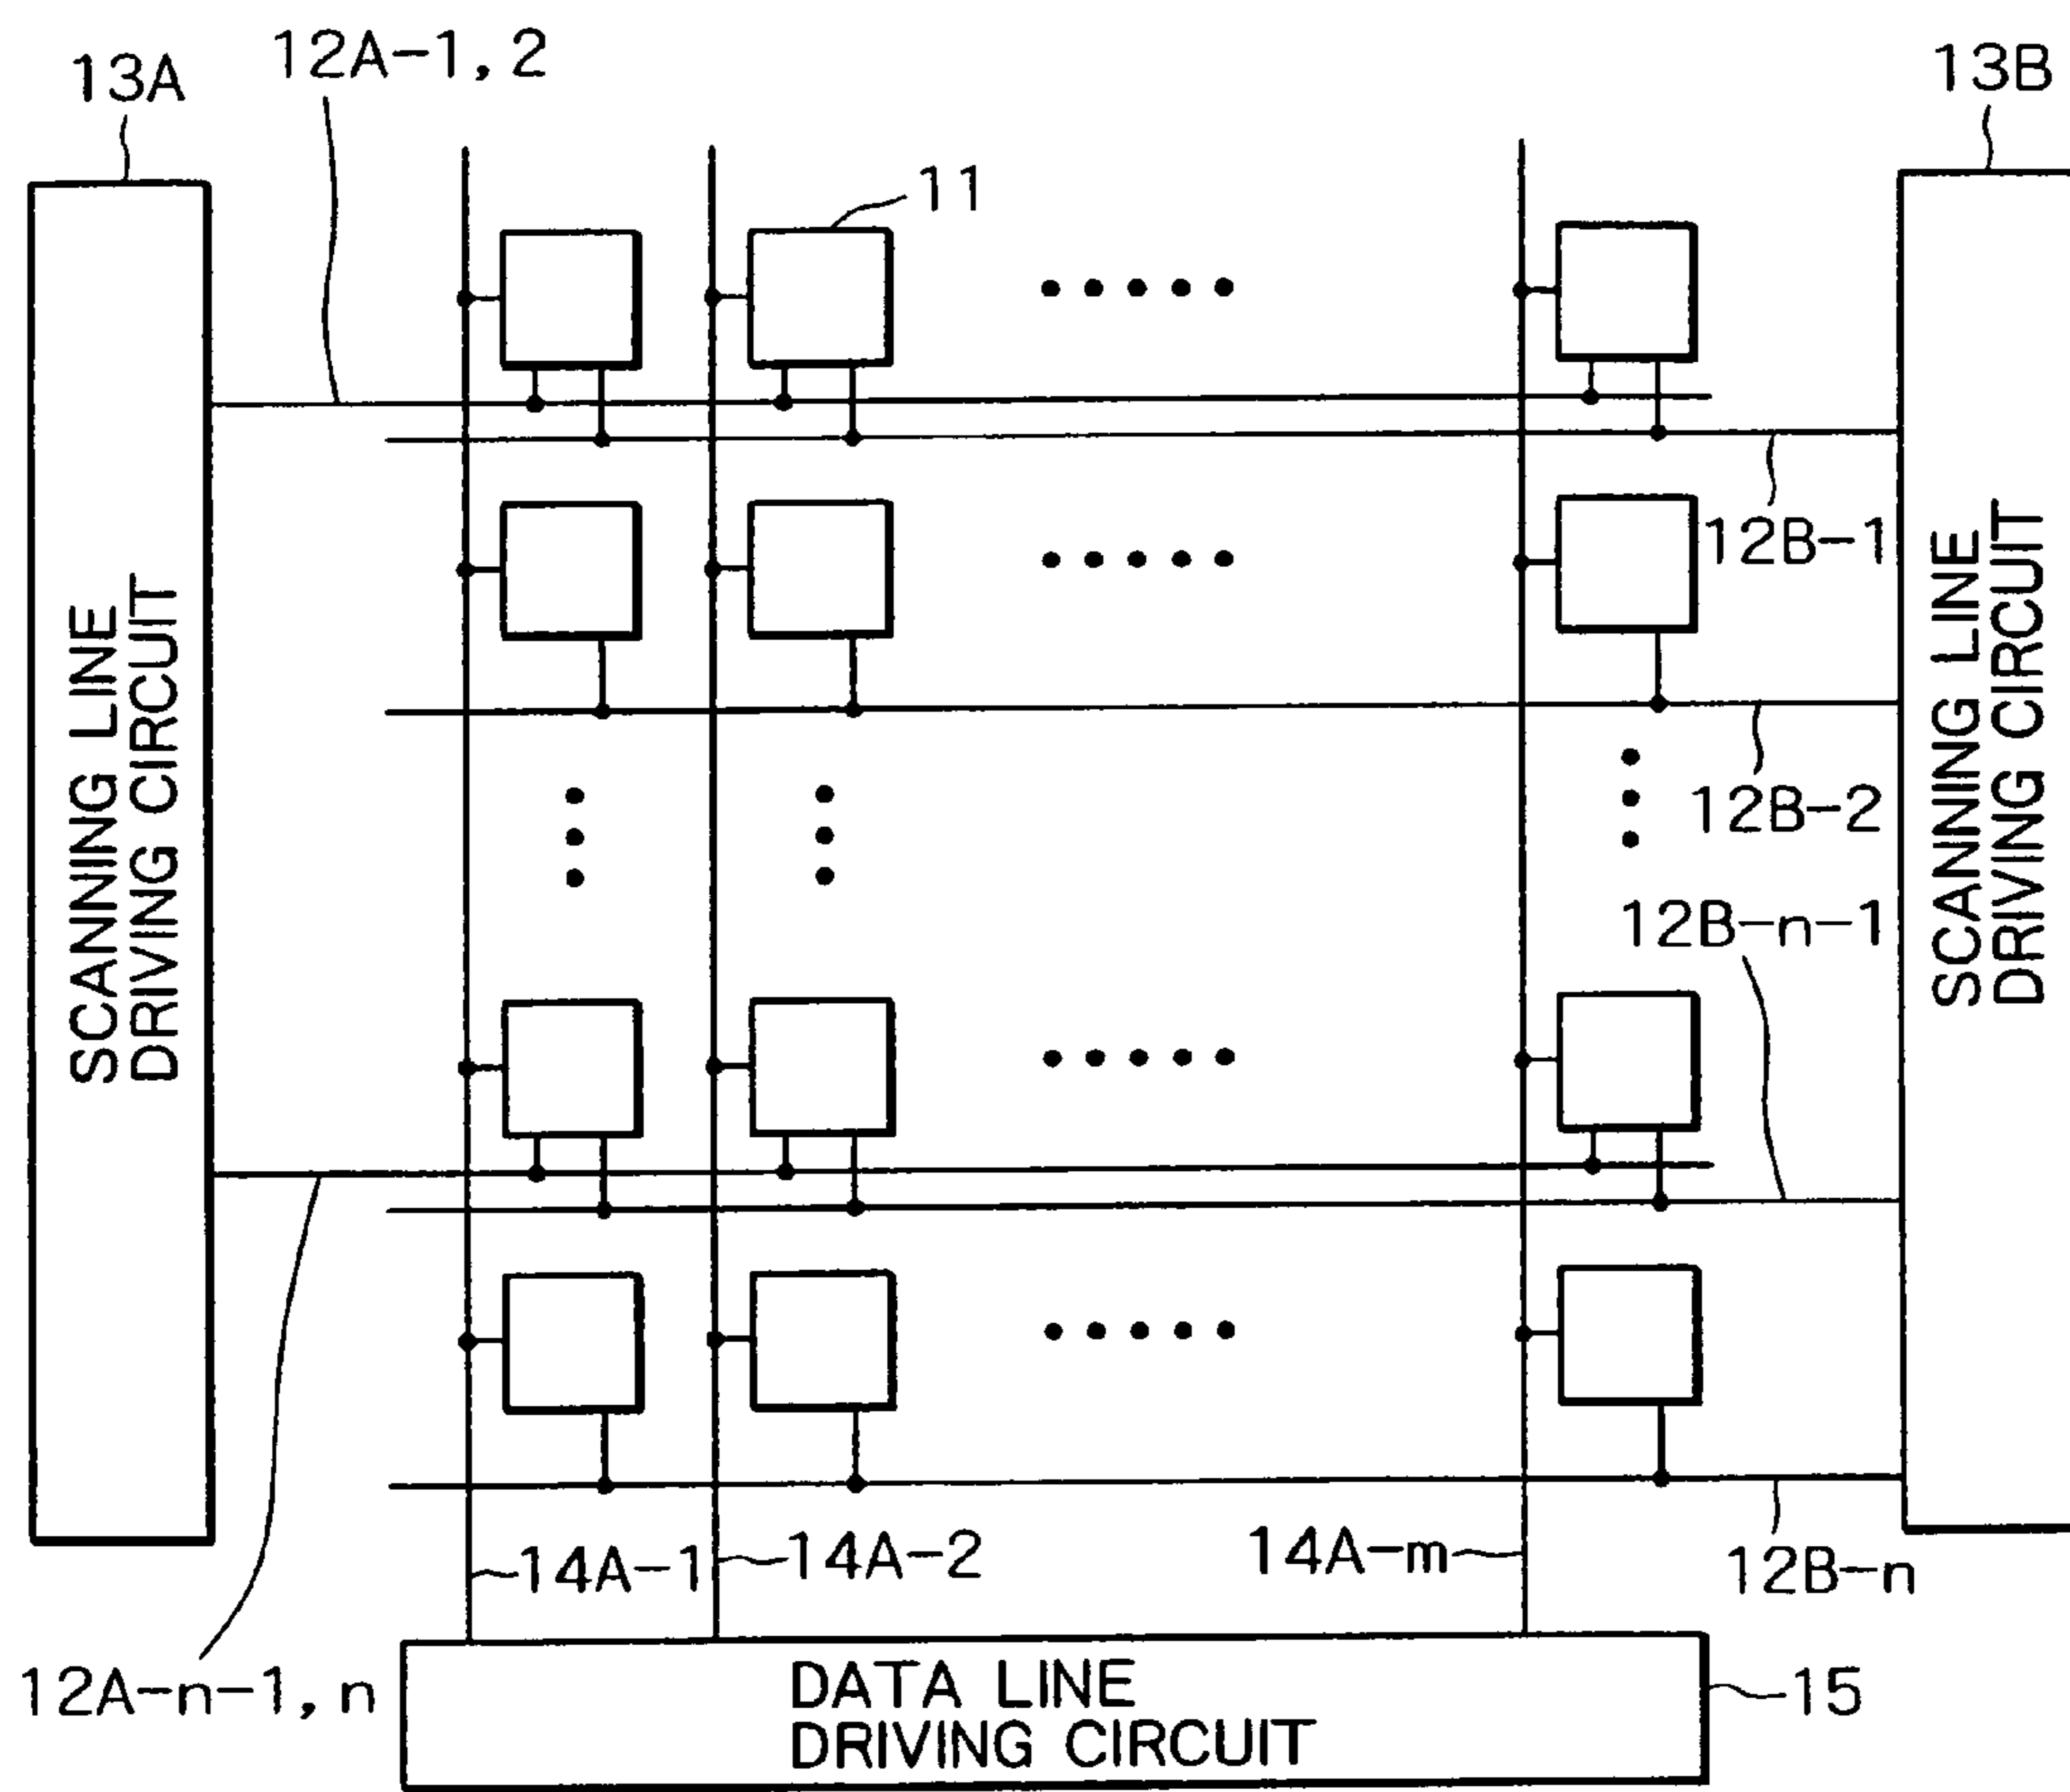 13A
12A-1, 2
13B
11
12B-1
SCANNING LINE
DRIVING CIRCUIT
SCANNING LINE
DRIVING CIRCUIT
12B-2
12B-n-1
14A-1
14A-2
14A-m
12B-n
12A-n-1, n
DATA LINE
DRIVING CIRCUIT
15